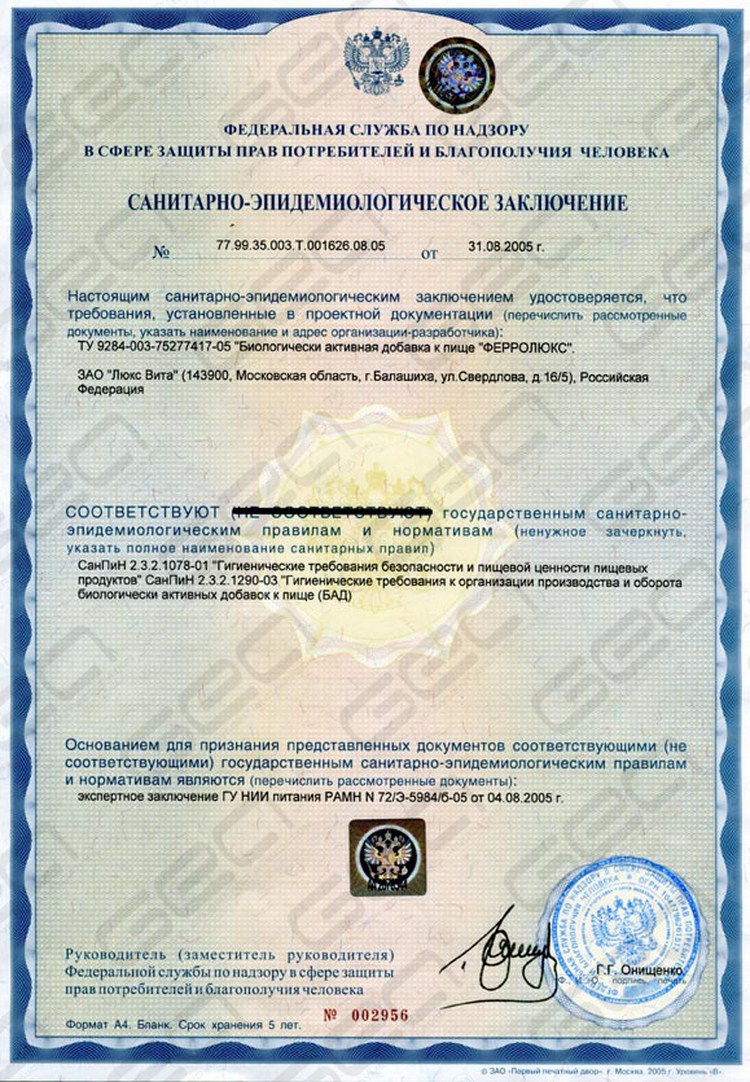 ФЕДЕРАЛЬНАЯ СЛУЖБА ПО НАДЗОРУ
В СФЕРЕ ЗАЩИТЫ ПРАВ ПОТРЕБИТЕЛЕЙ И БЛАГОПОЛУЧИЯ ЧЕЛОВЕКА
САНИТАРНО-ЭПИДЕМИОЛОГИЧЕСКОЕ ЗАКЛЮЧЕНИЕ
№ 77.99.35.003.Т.001626.08.05 от 31.08.2005 г.
Настоящим санитарно-эпидемиологическим заключением удостоверяется, что
требования, установленные в проектной документации (перечислить рассмотренные
документы, указать наименование и адрес организации-разработчика):
ТУ 9284-003-75277417-05 "Биологически активная добавка к пище "ФЕРРОЛЮКС".
ЗАО "Люкс Вита" (143900, Московская область, г.Балашиха, ул.Свердлова, д.16/5), Российская
Федерация
СООТВЕТСТВУЮТ (НЕ СООТВЕТСТВУЮТ) государственным санитарно-
эпидемиологическим правилам и нормативам (ненужное зачеркнуть,
указать полное наименование санитарных правил)
СанПиН 2.3.2.1078-01 "Гигиенические требования безопасности и пищевой ценности пищевых
продуктов" СанПиН 2.3.2.1290-03 "Гигиенические требования к организации производства и оборота
биологически активных добавок к пище (БАД)
Основанием для признания представленных документов соответствующими (не
соответствующими) государственным санитарно-эпидемиологическим правилам
и нормативам являются (перечислить рассмотренные документы):
экспертное заключение ГУ НИИ питания РАМН N 72/Э-5984/б-05 от 04.08.2005 г.
Руководитель (заместитель руководителя)
Федеральной службы по надзору в сфере защиты
прав потребителей и благополучия человека
Г.Г. Онищенко
Ф. И. О., подпись, печать
№ 002956
Формат А4. Бланк. Срок хранения 5 лет.
© ЗАО «Первый печатный двор», г. Москва, 2005 г. Уровень «В».
GECT